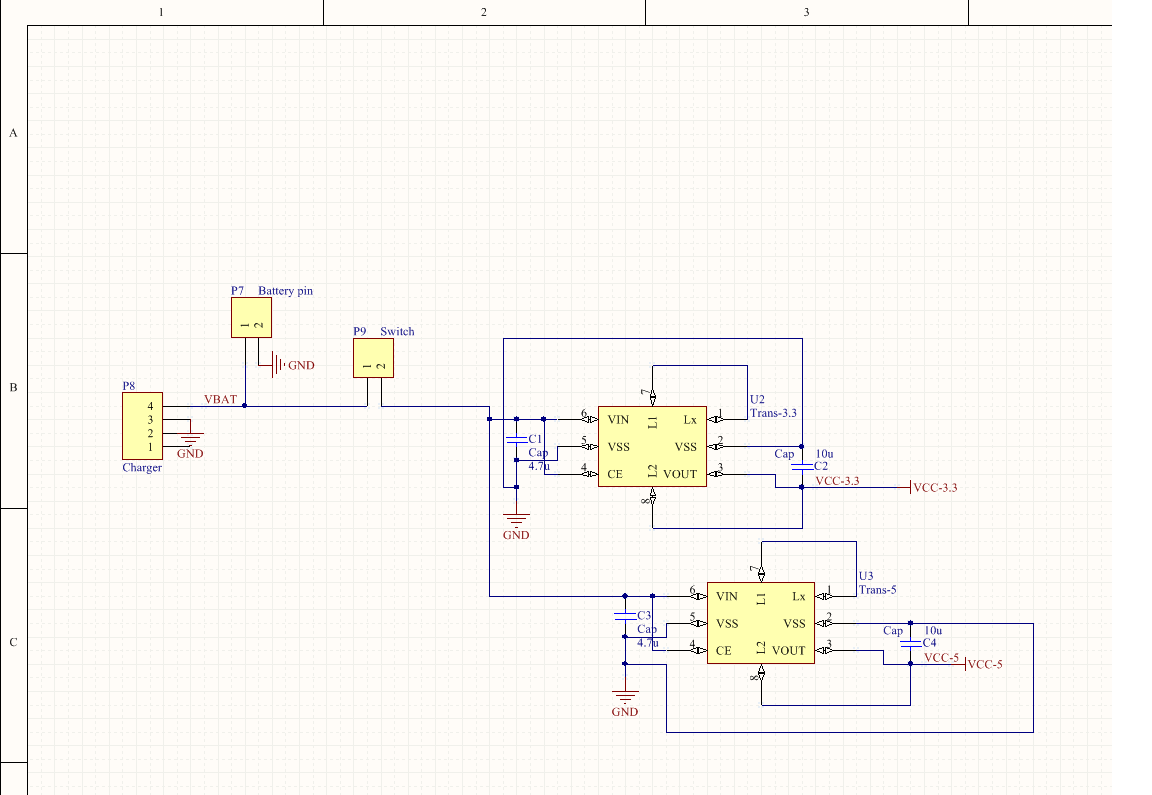 1 2 3
A
P7 Battery pin
1 2
GND
P9 Switch
1 2
B
P8
4
3
2
1
VBAT
GND
Charger
7
U2
Trans-3.3
6 VIN L1 Lx 1
5 VSS VSS 2
4 CE L2 VOUT 3
8
C1
Cap
4.7u
Cap 10u
C2
VCC-3.3 VCC-3.3
GND
7
U3
Trans-5
6 VIN L1 Lx 1
5 VSS VSS 2
4 CE L2 VOUT 3
8
C
C3
Cap
4.7u
Cap 10u
C4
VCC-5 VCC-5
GND